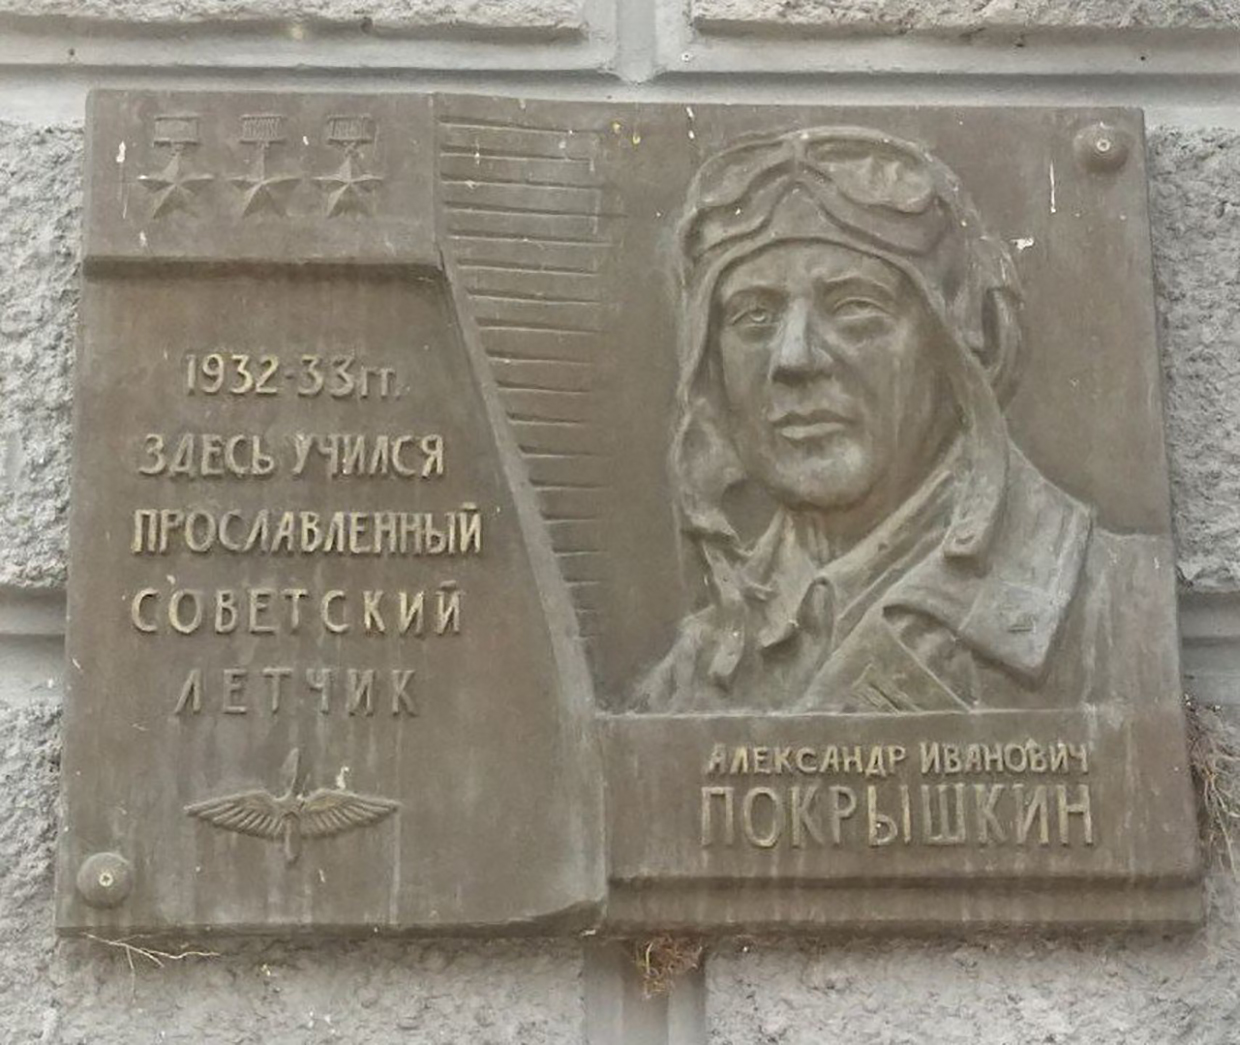 1932-33гг.
ЗДЕСЬ УЧИЛСЯ
ПРОСЛАВЛЕННЫЙ
СОВЕТСКИЙ
ЛЕТЧИК
АЛЕКСАНДР ИВАНОВИЧ
ПОКРЫШКИН